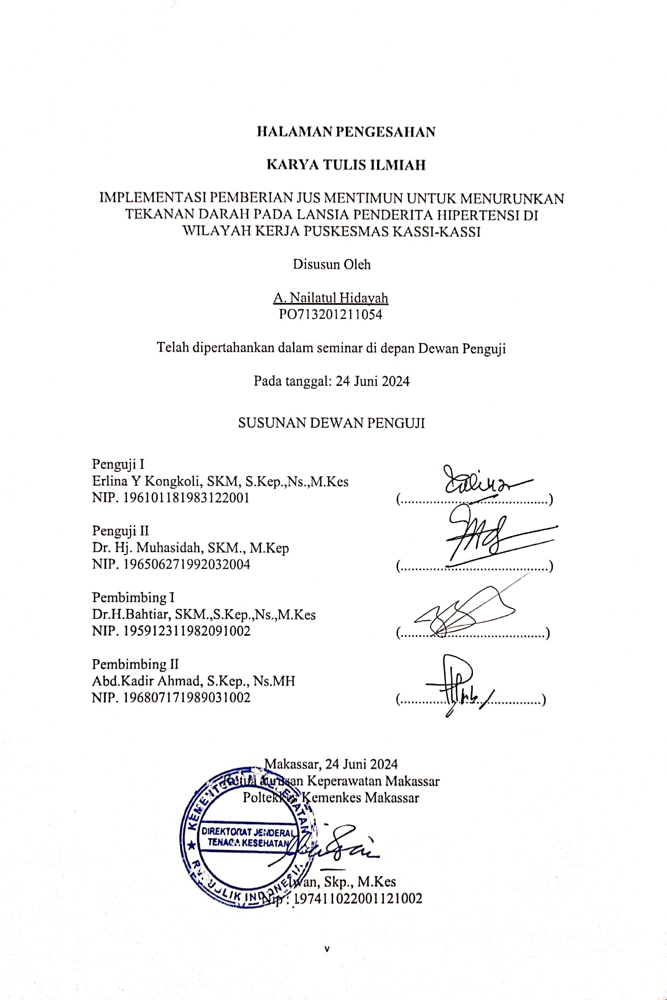 HALAMAN PENGESAHAN
KARYA TULIS ILMIAH
IMPLEMENTASI PEMBERIAN JUS MENTIMUN UNTUK MENURUNKAN
TEKANAN DARAH PADA LANSIA PENDERITA HIPERTENSI DI
WILAYAH KERJA PUSKESMAS KASSI-KASSI
Disusun Oleh
A. Nailatul Hidayah
PO713201211054
Telah dipertahankan dalam seminar di depan Dewan Penguji
Pada tanggal: 24 Juni 2024
SUSUNAN DEWAN PENGUJI
Penguji I
Erlina Y Kongkoli, SKM, S.Kep.,Ns.,M.Kes
NIP. 196101181983122001 (............................................)
Penguji II
Dr. Hj. Muhasidah, SKM., M.Kep
NIP. 196506271992032004 (............................................)
Pembimbing I
Dr.H.Bahtiar, SKM.,S.Kep.,Ns.,M.Kes
NIP. 195912311982091002 (...........................................)
Pembimbing II
Abd.Kadir Ahmad, S.Kep., Ns.MH
NIP. 196807171989031002 (..........................................)
Makassar, 24 Juni 2024
Ketua Jurusan Keperawatan Makassar
Poltekkes Kemenkes Makassar
KEMENTERIAN KESEHATAN
DIREKTORAT JENDERAL
TENAGA KESEHATAN
REPUBLIK INDONESIA
Iwan, Skp., M.Kes
Nip : 197411022001121002
v